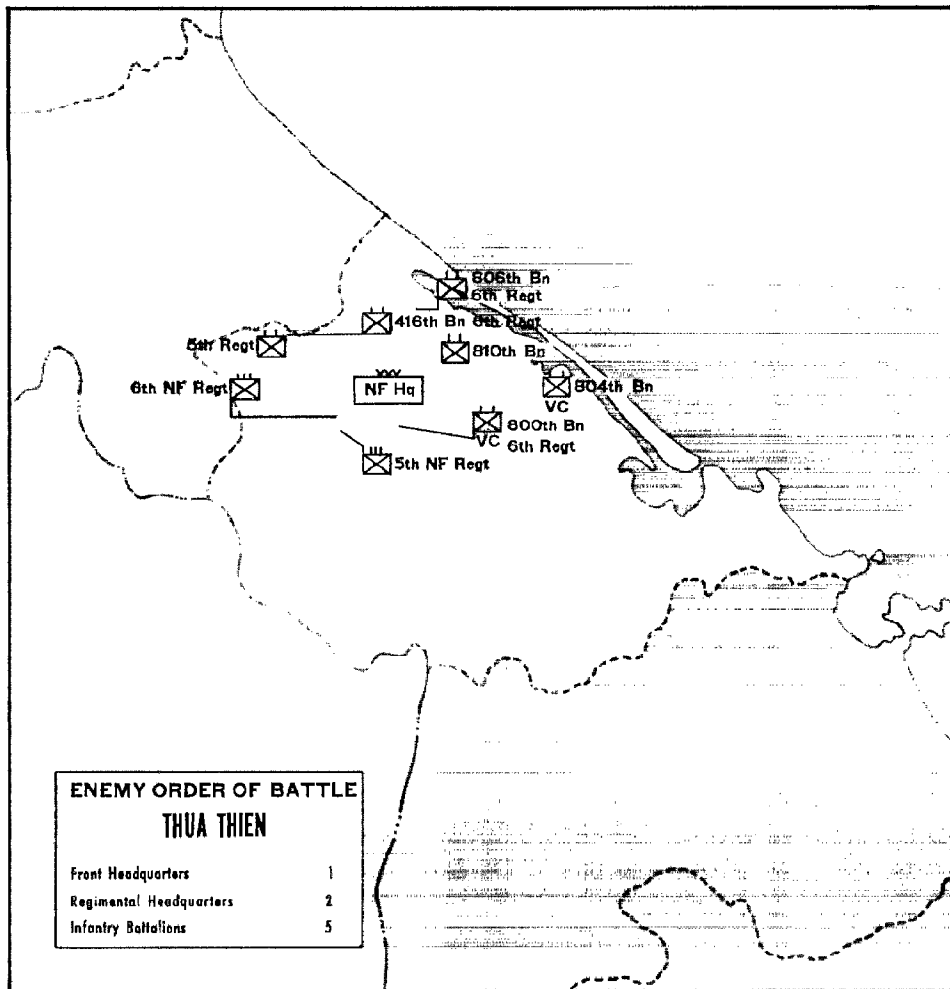 806th Bn
6th Regt
416th Bn 6th Regt
5th Regt
810th Bn
6th NF Regt
NF Hq
804th Bn
VC
800th Bn
VC
6th Regt
5th NF Regt
ENEMY ORDER OF BATTLE
THUA THIEN
Front Headquarters 1
Regimental Headquarters 2
Infantry Battalions 5